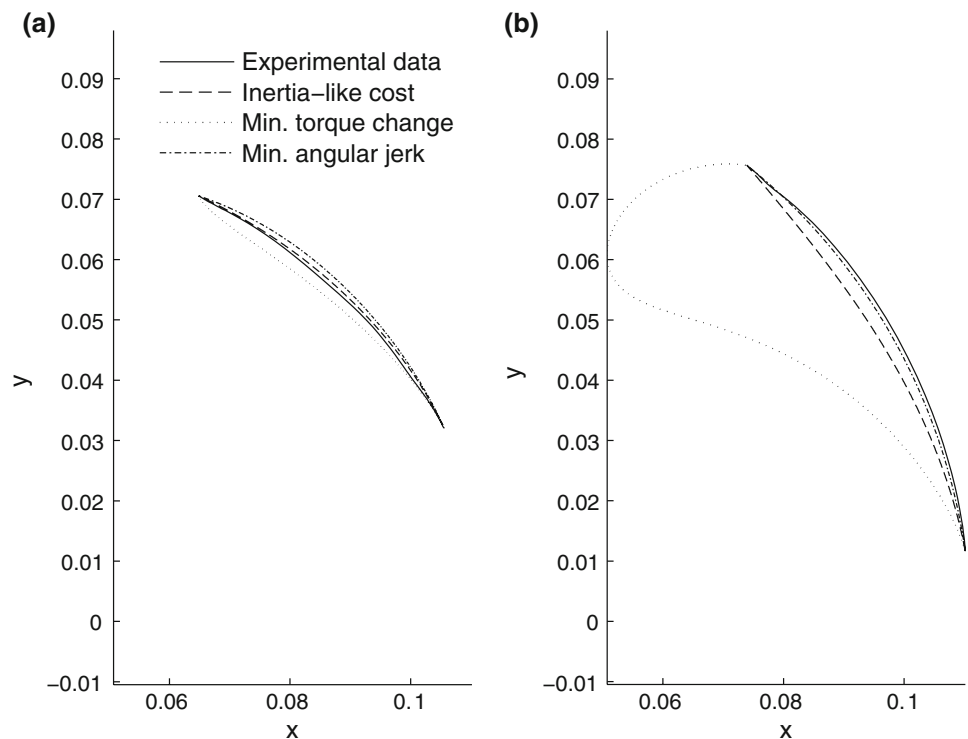 (a)
Experimental data
Inertia−like cost
Min. torque change
Min. angular jerk
0.09
0.08
0.07
0.06
0.05
0.04
0.03
0.02
0.01
0
−0.01
y
0.06
0.08
0.1
x
(b)
0.09
0.08
0.07
0.06
0.05
0.04
0.03
0.02
0.01
0
−0.01
y
0.06
0.08
0.1
x